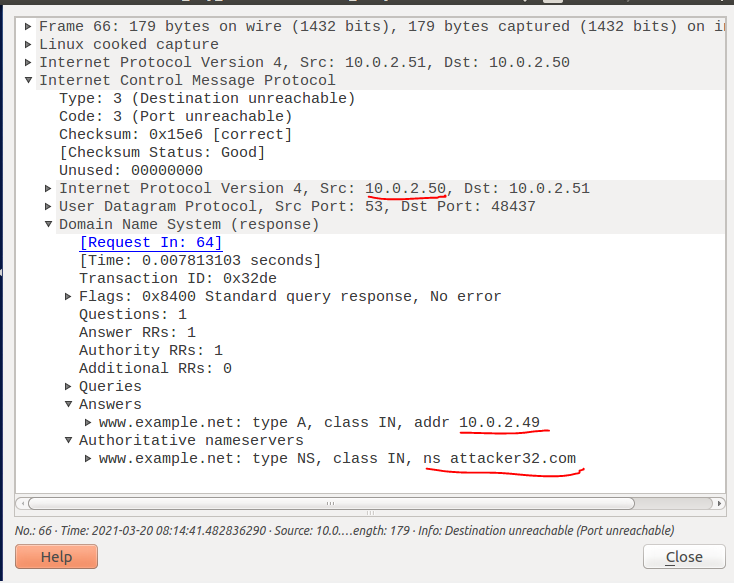 Frame 66: 179 bytes on wire (1432 bits), 179 bytes captured (1432 bits) on
Linux cooked capture
Internet Protocol Version 4, Src: 10.0.2.51, Dst: 10.0.2.50
Internet Control Message Protocol
Type: 3 (Destination unreachable)
Code: 3 (Port unreachable)
Checksum: 0x15e6 [correct]
[Checksum Status: Good]
Unused: 00000000
Internet Protocol Version 4, Src: 10.0.2.50, Dst: 10.0.2.51
User Datagram Protocol, Src Port: 53, Dst Port: 48437
Domain Name System (response)
[Request In: 64]
[Time: 0.007813103 seconds]
Transaction ID: 0x32de
Flags: 0x8400 Standard query response, No error
Questions: 1
Answer RRs: 1
Authority RRs: 1
Additional RRs: 0
Queries
Answers
www.example.net: type A, class IN, addr 10.0.2.49
Authoritative nameservers
www.example.net: type NS, class IN, ns attacker32.com
No.: 66 · Time: 2021-03-20 08:14:41.482836290 · Source: 10.0....ength: 179 · Info: Destination unreachable (Port unreachable)
Help
Close